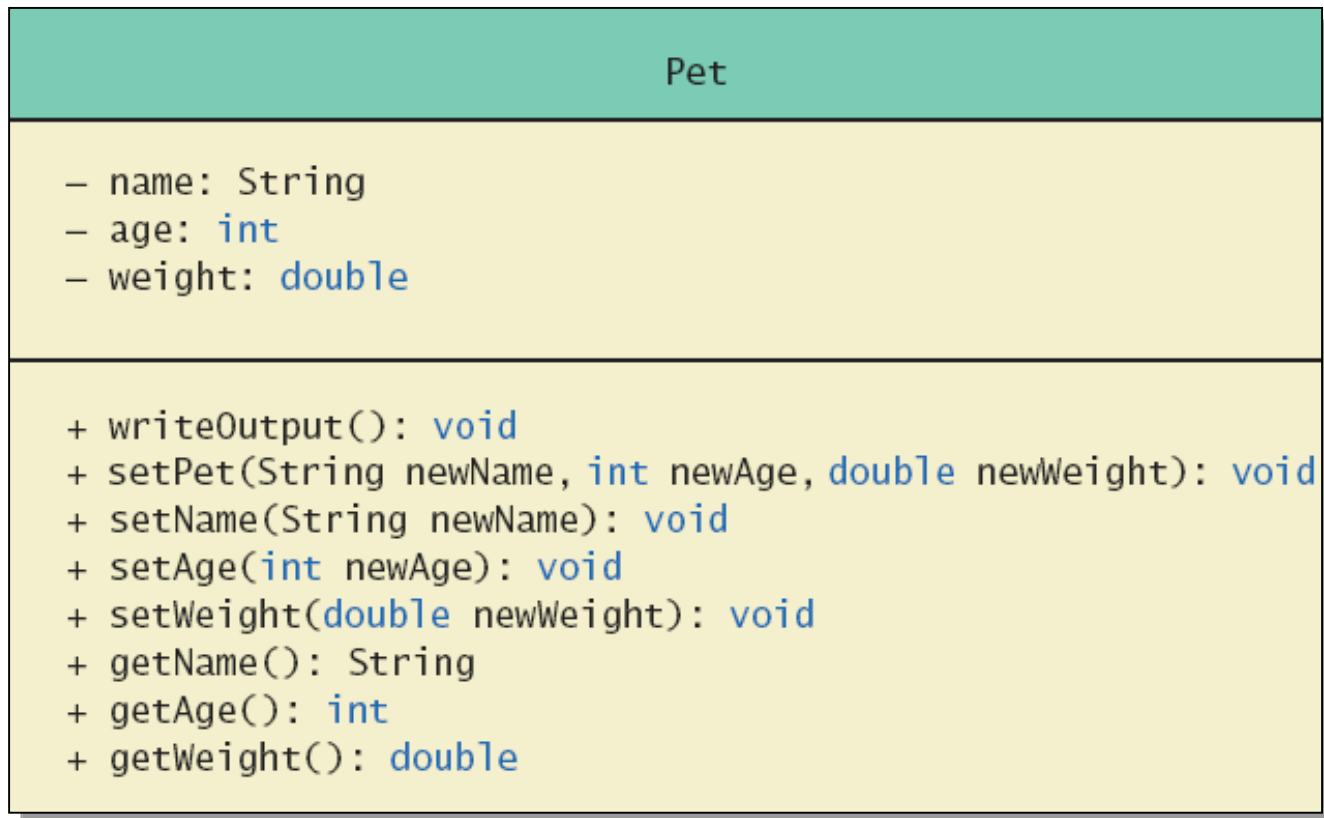 Pet
– name: String
– age: int
– weight: double
+ writeOutput(): void
+ setPet(String newName, int newAge, double newWeight): void
+ setName(String newName): void
+ setAge(int newAge): void
+ setWeight(double newWeight): void
+ getName(): String
+ getAge(): int
+ getWeight(): double